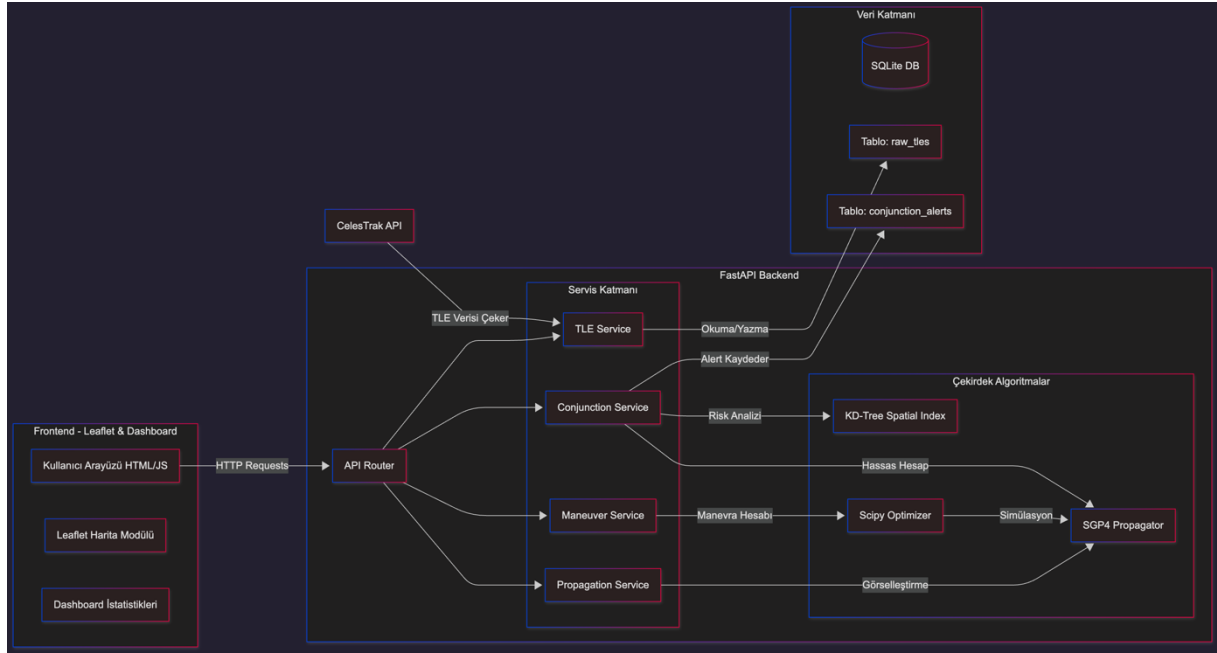 Veri Katmanı
SQLite DB
Tablo: raw_tles
Tablo: conjunction_alerts
CelesTrak API
FastAPI Backend
Servis Katmanı
TLE Verisi Çeker
TLE Service
Okuma/Yazma
Alert Kaydeder
Çekirdek Algoritmalar
Conjunction Service
Risk Analizi
KD-Tree Spatial Index
Frontend - Leaflet & Dashboard
Kullanıcı Arayüzü HTML/JS
HTTP Requests
API Router
Hassas Hesap
Maneuver Service
Manevra Hesabı
Scipy Optimizer
Simülasyon
SGP4 Propagator
Leaflet Harita Modülü
Propagation Service
Görselleştirme
Dashboard İstatistikleri